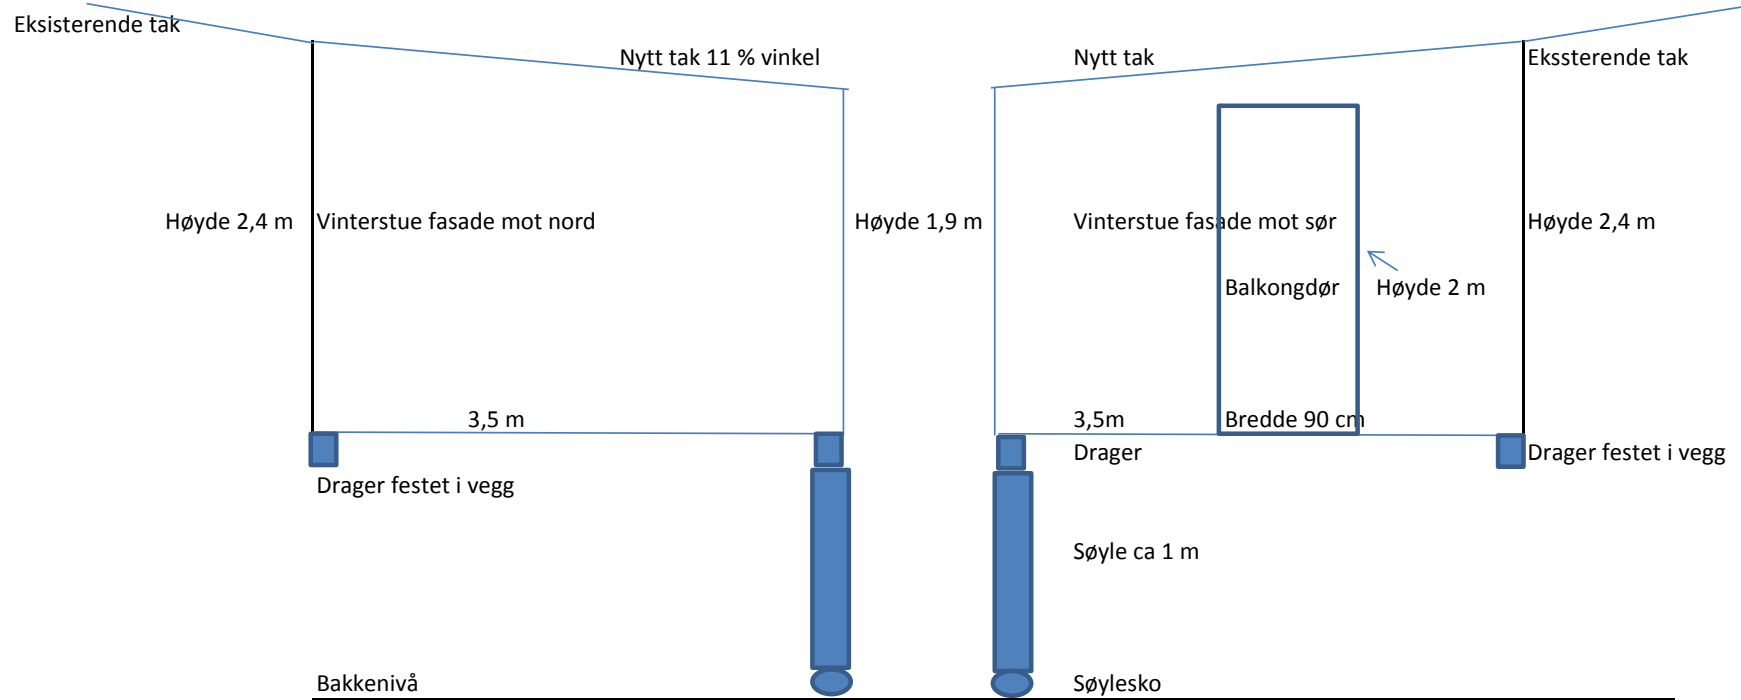 Eksisterende tak
Nytt tak 11 % vinkel
Nytt tak
Ekssterende tak
Høyde 2,4 m
Vinterstue fasade mot nord
Høyde 1,9 m
Vinterstue fasade mot sør
Høyde 2,4 m
Balkongdør
Høyde 2 m
3,5 m
3,5m
Bredde 90 cm
Drager
Drager festet i vegg
Drager festet i vegg
Søyle ca 1 m
Bakkenivå
Søylesko